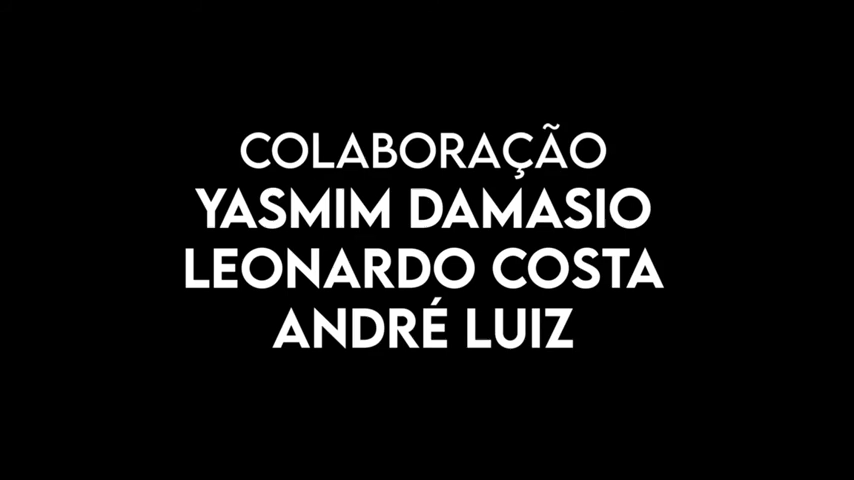 COLABORAÇÃO
YASMIM DAMASIO
LEONARDO COSTA
ANDRÉ LUIZ